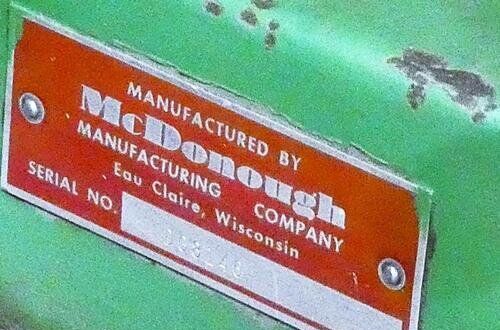 MANUFACTURED BY
McDonough
MANUFACTURING COMPANY
Eau Claire, Wisconsin
SERIAL NO.